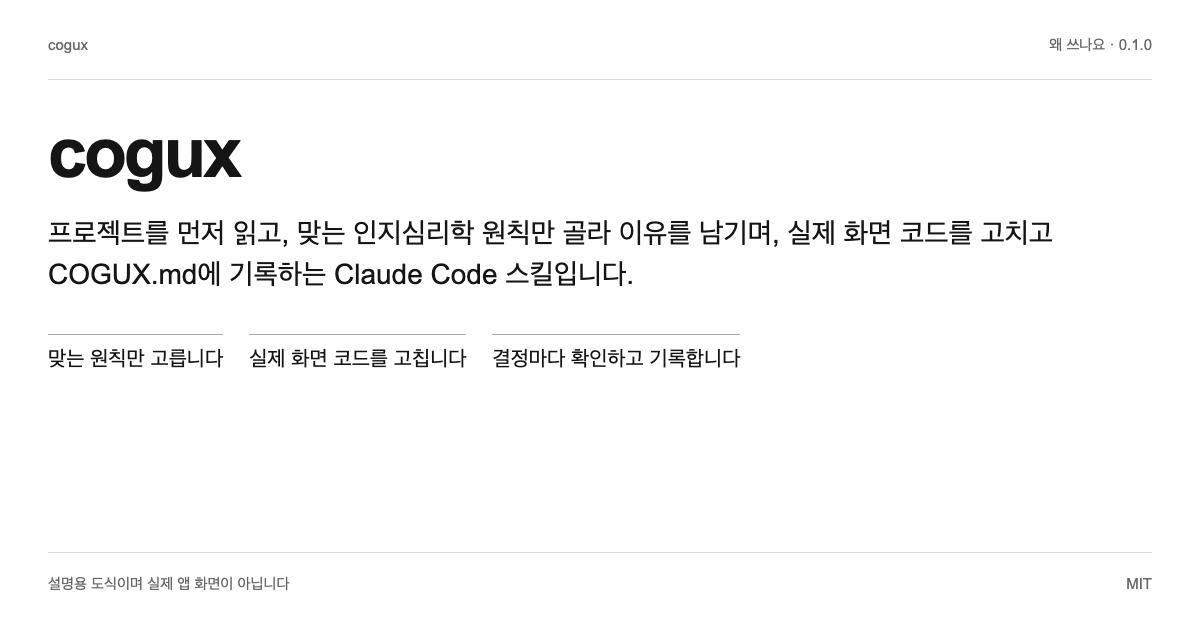 cogux
왜 쓰나요 · 0.1.0
cogux
프로젝트를 먼저 읽고, 맞는 인지심리학 원칙만 골라 이유를 남기며, 실제 화면 코드를 고치고
COGUX.md에 기록하는 Claude Code 스킬입니다.
맞는 원칙만 고릅니다
실제 화면 코드를 고칩니다
결정마다 확인하고 기록합니다
설명용 도식이며 실제 앱 화면이 아닙니다
MIT